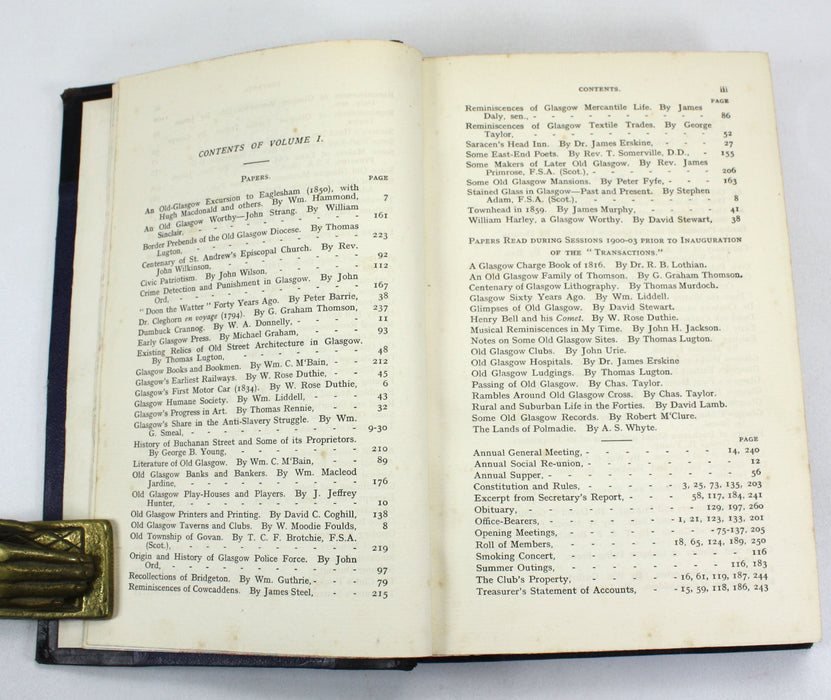 CONTENTS OF VOLUME I.
PAPERS. PAGE
An Old-Glasgow Excursion to Eaglesham (1850), with
Hugh Macdonald and others. By Wm. Hammond, 7
An Old Glasgow Worthy—John Strang. By William
Sinclair, - - - - - - - 161
Border Prebends of the Old Glasgow Diocese. By Thomas
Lugton, - - - - - - - 223
Centenary of St. Andrew's Episcopal Church. By Rev.
John Wilkinson, - - - - - - 92
Civic Patriotism. By John Wilson, - - - - 112
Crime Detection and Punishment in Glasgow. By John
Ord, - - - - - - - - 167
"Doon the Watter" Forty Years Ago. By Peter Barrie, 38
Dr. Cleghorn en voyage (1794). By G. Graham Thomson, 237
Dumbuck Crannog. By W. A. Donnelly, - - - 11
Early Glasgow Press. By Michael Graham, - - - 93
Existing Relics of Old Street Architecture in Glasgow.
By Thomas Lugton, - - - - - - 48
Glasgow Books and Bookmen. By Wm. C. M'Bain, - - 212
Glasgow's Earliest Railways. By W. Rose Duthie, - - 45
Glasgow's First Motor Car (1834). By W. Rose Duthie, - 6
Glasgow Humane Society. By Wm. Liddell, - - - 43
Glasgow's Progress in Art. By Thomas Rennie, - - 32
Glasgow's Share in the Anti-Slavery Struggle. By Wm.
G. Smeal, - - - - - - - 9-30
History of Buchanan Street and Some of its Proprietors.
By George B. Young, - - - - - - 210
Literature of Old Glasgow. By Wm. C. M'Bain, - - 89
Old Glasgow Banks and Bankers. By Wm. Macleod
Jardine, - - - - - - - - 176
Old Glasgow Play-Houses and Players. By J. Jeffrey
Hunter, - - - - - - - - 10
Old Glasgow Printers and Printing. By David C. Coghill, 138
Old Glasgow Taverns and Clubs. By W. Moodie Foulds, 8
Old Township of Govan. By T. C. F. Brotchie, F.S.A.
(Scot.), - - - - - - - - 219
Origin and History of Glasgow Police Force. By John
Ord, - - - - - - - - 97
Recollections of Bridgeton. By Wm. Guthrie, - - - 79
Reminiscences of Cowcaddens. By James Steel, - - 215
CONTENTS. iii
PAGE
Reminiscences of Glasgow Mercantile Life. By James
Daly, sen., - - - - - - - - 86
Reminiscences of Glasgow Textile Trades. By George
Taylor, - - - - - - - - 52
Saracen's Head Inn. By Dr. James Erskine, - - - 27
Some East-End Poets. By Rev. T. Somerville, D.D., - 155
Some Makers of Later Old Glasgow. By Rev. James
Primrose, F.S.A. (Scot.), - - - - - - 206
Some Old Glasgow Mansions. By Peter Fyfe, - - - 163
Stained Glass in Glasgow—Past and Present. By Stephen
Adam, F.S.A. (Scot.), - - - - - - 8
Townhead in 1859. By James Murphy, - - - - 41
William Harley, a Glasgow Worthy. By David Stewart, 38
PAPERS READ DURING SESSIONS 1900-03 PRIOR TO INAUGURATION
OF THE "TRANSACTIONS."
A Glasgow Charge Book of 1816. By Dr. R. B. Lothian.
An Old Glasgow Family of Thomson. By G. Graham Thomson.
Centenary of Glasgow Lithography. By Thomas Murdoch.
Glasgow Sixty Years Ago. By Wm. Liddell.
Glimpses of Old Glasgow. By David Stewart.
Henry Bell and his Comet. By W. Rose Duthie.
Musical Reminiscences in My Time. By John H. Jackson.
Notes on Some Old Glasgow Sites. By Thomas Lugton.
Old Glasgow Clubs. By John Urie.
Old Glasgow Hospitals. By Dr. James Erskine
Old Glasgow Ludgings. By Thomas Lugton.
Passing of Old Glasgow. By Chas. Taylor.
Rambles Around Old Glasgow Cross. By Chas. Taylor.
Rural and Suburban Life in the Forties. By David Lamb.
Some Old Glasgow Records. By Robert M'Clure.
The Lands of Polmadie. By A. S. Whyte.
PAGE
Annual General Meeting, - - - - - 14, 240
Annual Social Re-union, - - - - - - 12
Annual Supper, - - - - - - - - 56
Constitution and Rules, - - - - 3, 25, 73, 135, 203
Excerpt from Secretary's Report, - - - 58, 117, 184, 241
Obituary, - - - - - - - 129, 197, 260
Office-Bearers, - - - - - - 1, 21, 123, 133, 201
Opening Meetings, - - - - - - 75-137, 205
Roll of Members, - - - - - 18, 65, 124, 189, 250
Smoking Concert, - - - - - - - 116
Summer Outings, - - - - - - - 116, 183
The Club's Property, - - - - - 16, 61, 119, 187, 244
Treasurer's Statement of Accounts, - - - 15, 59, 118, 186, 243